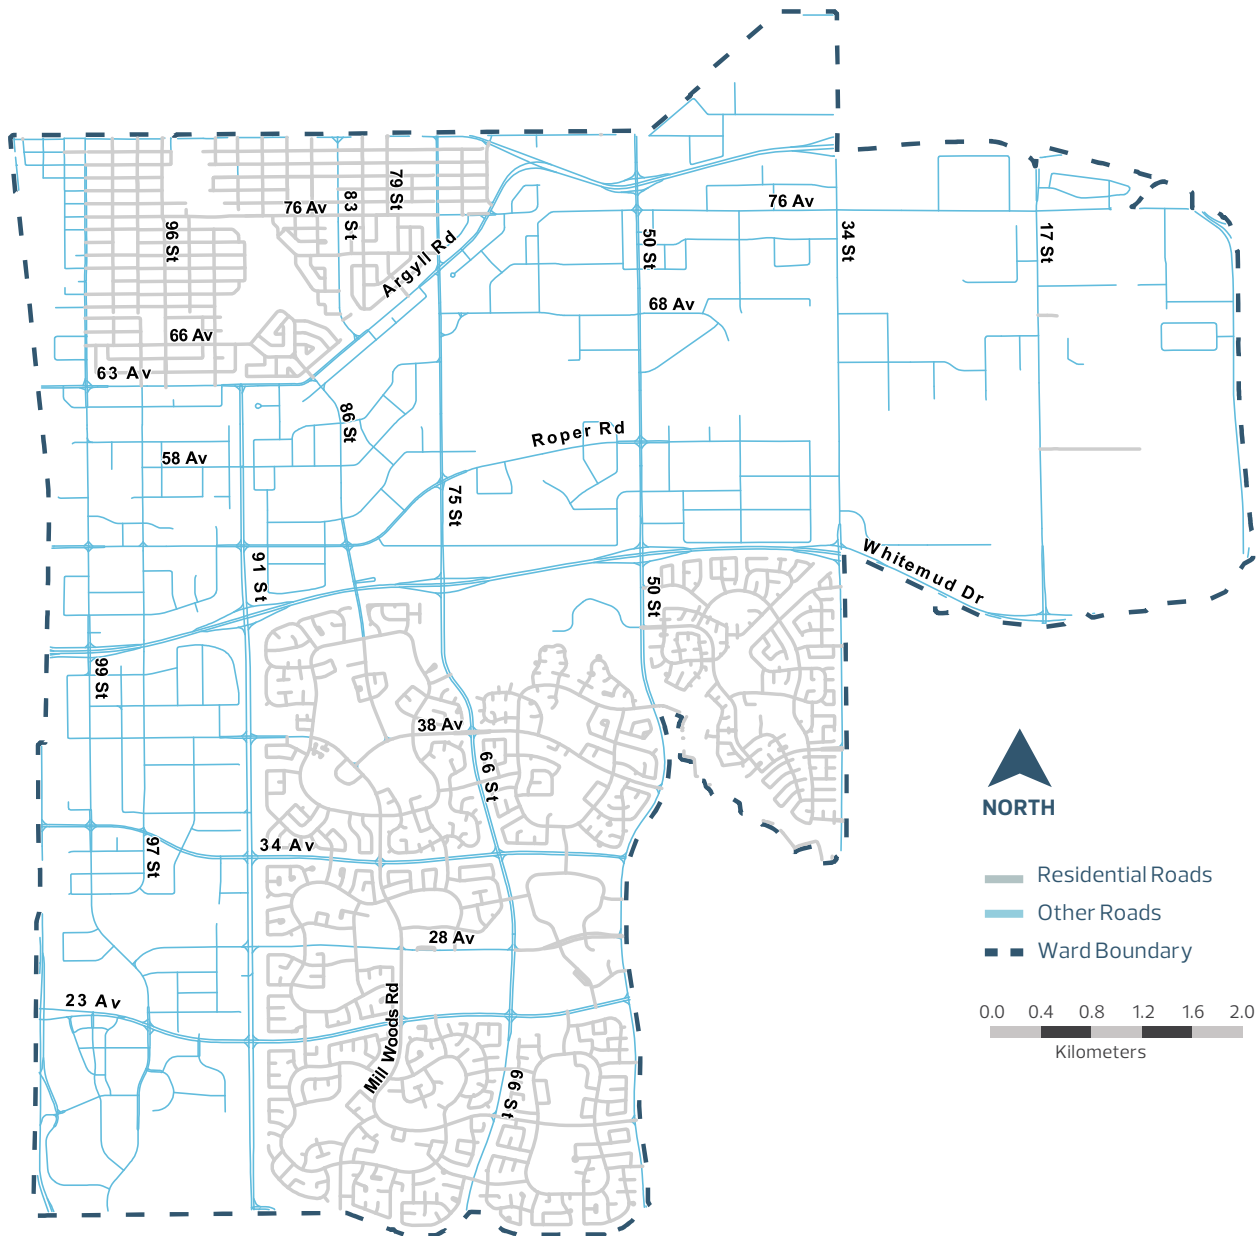 79 St
76 Av
83 St
76 Av
96 St
50 St
34 St
17 St
Argyll Rd
68 Av
66 Av
63 Av
86 St
Roper Rd
58 Av
75 St
Whitemud Dr
91 St
50 St
99 St
38 Av
66 St
NORTH
34 Av
97 St
Residential Roads
Other Roads
28 Av
Ward Boundary
23 Av
Mill Woods Rd
0.0 0.4 0.8 1.2 1.6 2.0
Kilometers
66 St